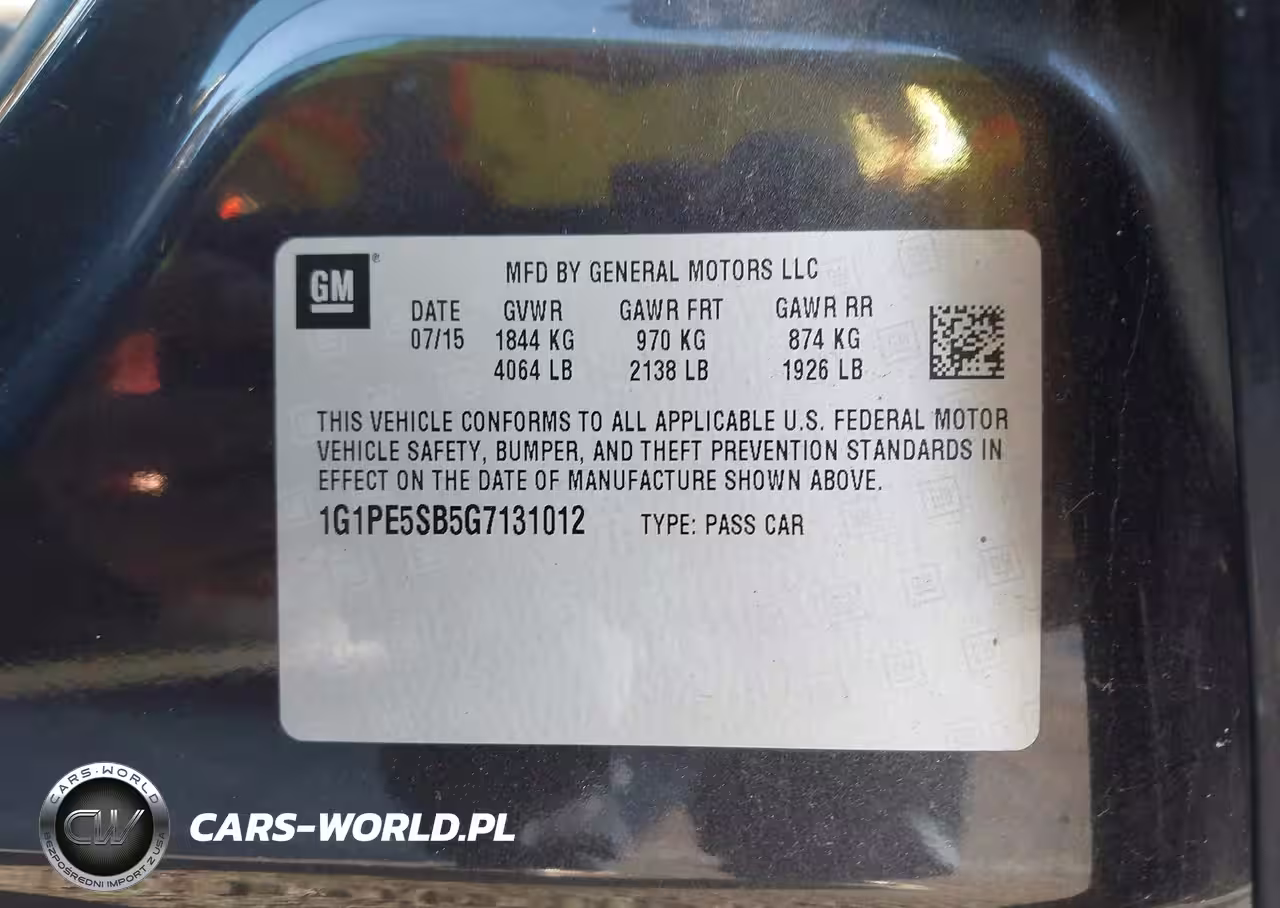 GM®
MFD BY GENERAL MOTORS LLC
DATE GVWR GAWR FRT GAWR RR
07/15 1844 KG 970 KG 874 KG
4064 LB 2138 LB 1926 LB
THIS VEHICLE CONFORMS TO ALL APPLICABLE U.S. FEDERAL MOTOR
VEHICLE SAFETY, BUMPER, AND THEFT PREVENTION STANDARDS IN
EFFECT ON THE DATE OF MANUFACTURE SHOWN ABOVE.
1G1PE5SB5G7131012 TYPE: PASS CAR
CARS-WORLD
CW
BEZPOŚREDNI IMPORT Z USA
CARS-WORLD.PL